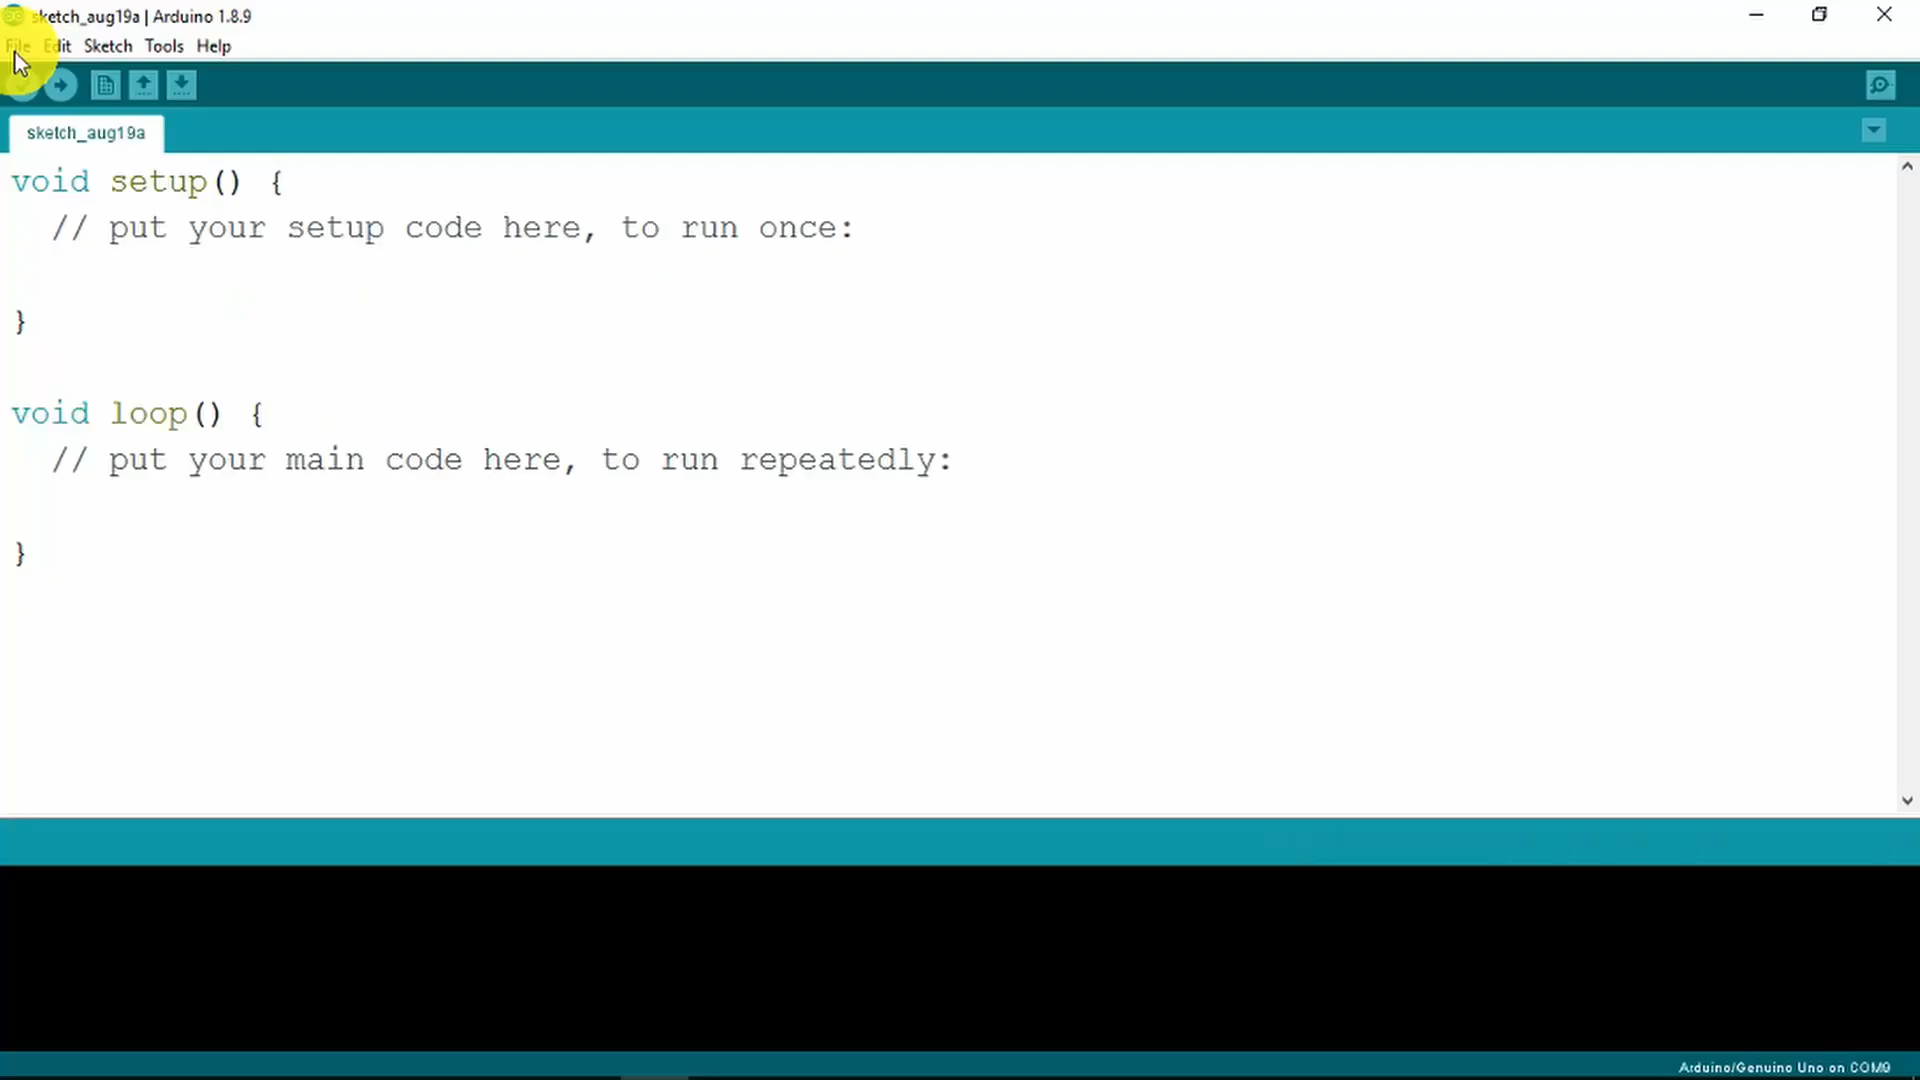 sketch_aug19a | Arduino 1.8.9
File Edit Sketch Tools Help
sketch_aug19a
void setup() {
  // put your setup code here, to run once:
}
void loop() {
  // put your main code here, to run repeatedly:
}
Arduino/Genuino Uno on COM9